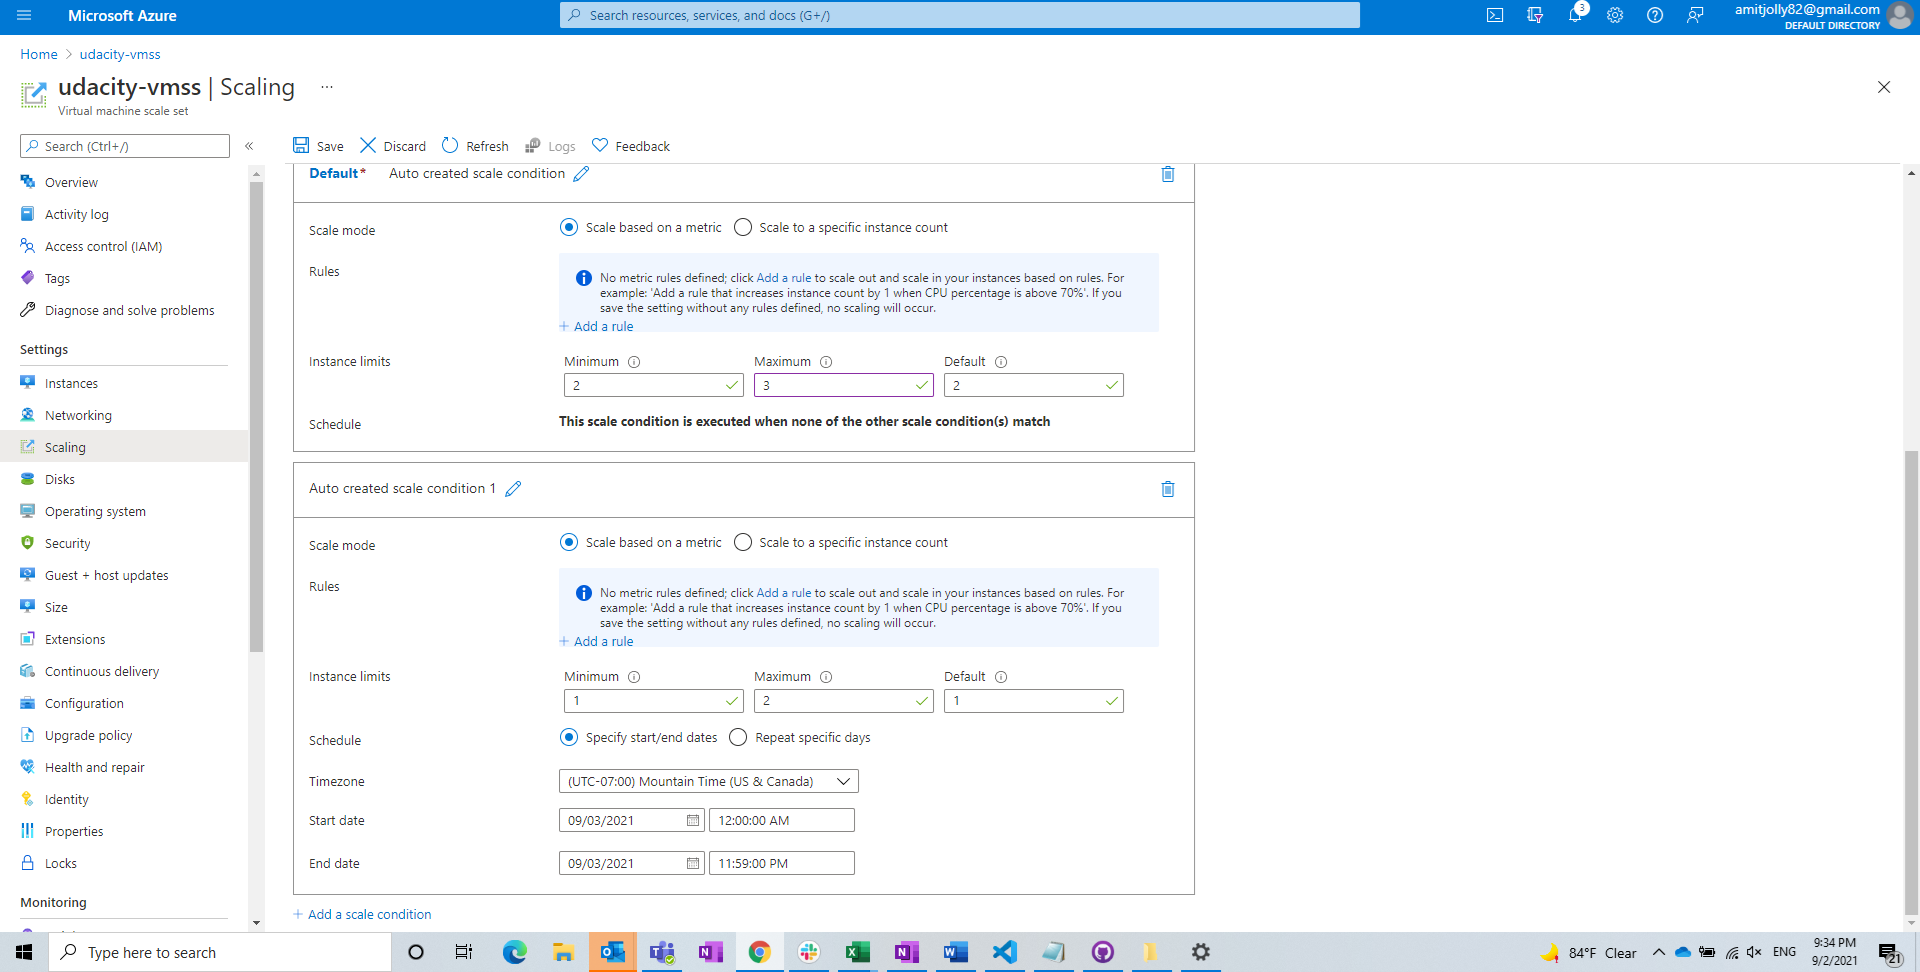 Microsoft Azure
Search resources, services, and docs (G+/)
3
amitjolly82@gmail.com
DEFAULT DIRECTORY
Home > udacity-vmss
udacity-vmss | Scaling ...
Virtual machine scale set
Search (Ctrl+/)
«
Save
Discard
Refresh
Logs
Feedback
Overview
Activity log
Access control (IAM)
Tags
Diagnose and solve problems
Settings
Instances
Networking
Scaling
Disks
Operating system
Security
Guest + host updates
Size
Extensions
Continuous delivery
Configuration
Upgrade policy
Health and repair
Identity
Properties
Locks
Monitoring
Default* Auto created scale condition
Scale mode
Scale based on a metric Scale to a specific instance count
Rules
No metric rules defined; click Add a rule to scale out and scale in your instances based on rules. For
example: 'Add a rule that increases instance count by 1 when CPU percentage is above 70%'. If you
save the setting without any rules defined, no scaling will occur.
+ Add a rule
Instance limits
Minimum Maximum Default
2 3 2
Schedule
This scale condition is executed when none of the other scale condition(s) match
Auto created scale condition 1
Scale mode
Scale based on a metric Scale to a specific instance count
Rules
No metric rules defined; click Add a rule to scale out and scale in your instances based on rules. For
example: 'Add a rule that increases instance count by 1 when CPU percentage is above 70%'. If you
save the setting without any rules defined, no scaling will occur.
+ Add a rule
Instance limits
Minimum Maximum Default
1 2 1
Schedule
Specify start/end dates Repeat specific days
Timezone
(UTC-07:00) Mountain Time (US & Canada)
Start date
09/03/2021 12:00:00 AM
End date
09/03/2021 11:59:00 PM
+ Add a scale condition
Type here to search
84°F Clear
ENG
9:34 PM
9/2/2021
21